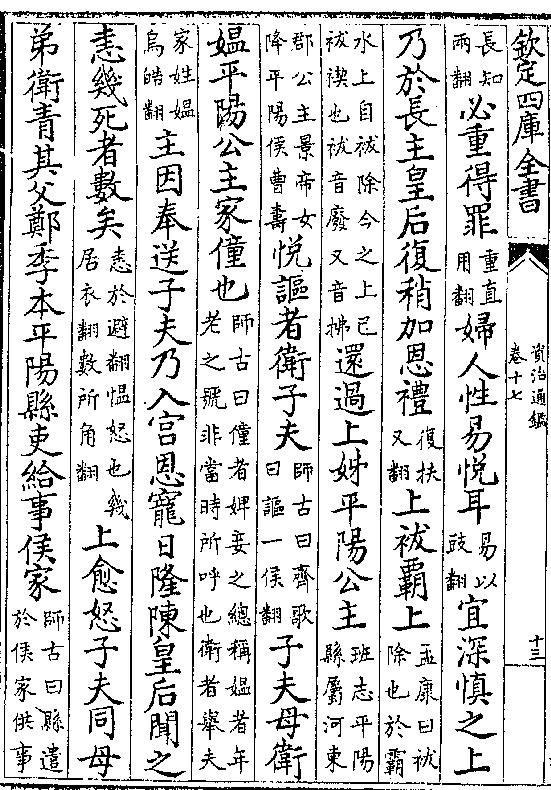 欽定四庫全書
資治通鑑
卷十七
十三
長知兩翻必重得罪重直用翻婦人性易悦耳易以豉翻宜深慎之上
乃於長主皇后復稍加恩禮復扶又翻上祓霸上孟康曰祓除也於霸
水上自祓除今之上巳祓禊也祓音廢又音拂還過上姊平陽公主班志平陽縣屬河東
郡公主景帝女降平陽侯曹壽悦謳者衛子夫師古曰齊歌曰謳一侯翻子夫母衛
媼平陽公主家僮也師古曰僮者婢妾之總稱媼者年老之號非當時所呼也衛者舉夫
家姓媼烏皓翻主因奉送子夫乃入宫恩寵日隆陳皇后聞之
恚幾死者數矣恚於避翻愠怒也幾居衣翻數所角翻上愈怒子夫同母
弟衛青其父鄭季本平陽縣吏給事侯家師古曰縣遣於侯家供事